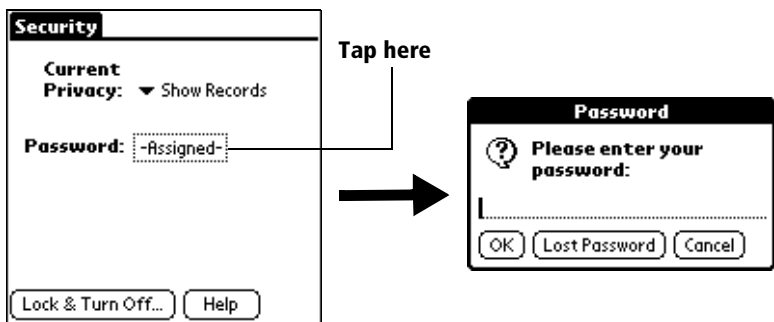 Security
Current
Privacy: Show Records
Password: -Assigned-
Lock & Turn Off... Help
Tap here
Password
Please enter your
password:
OK Lost Password Cancel